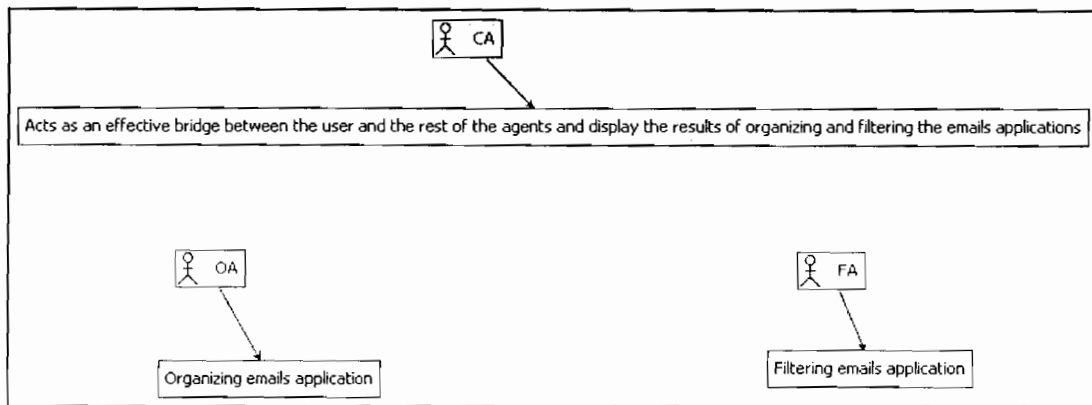 CA
Acts as an effective bridge between the user and the rest of the agents and display the results of organizing and filtering the emails applications
OA
FA
Organizing emails application
Filtering emails application